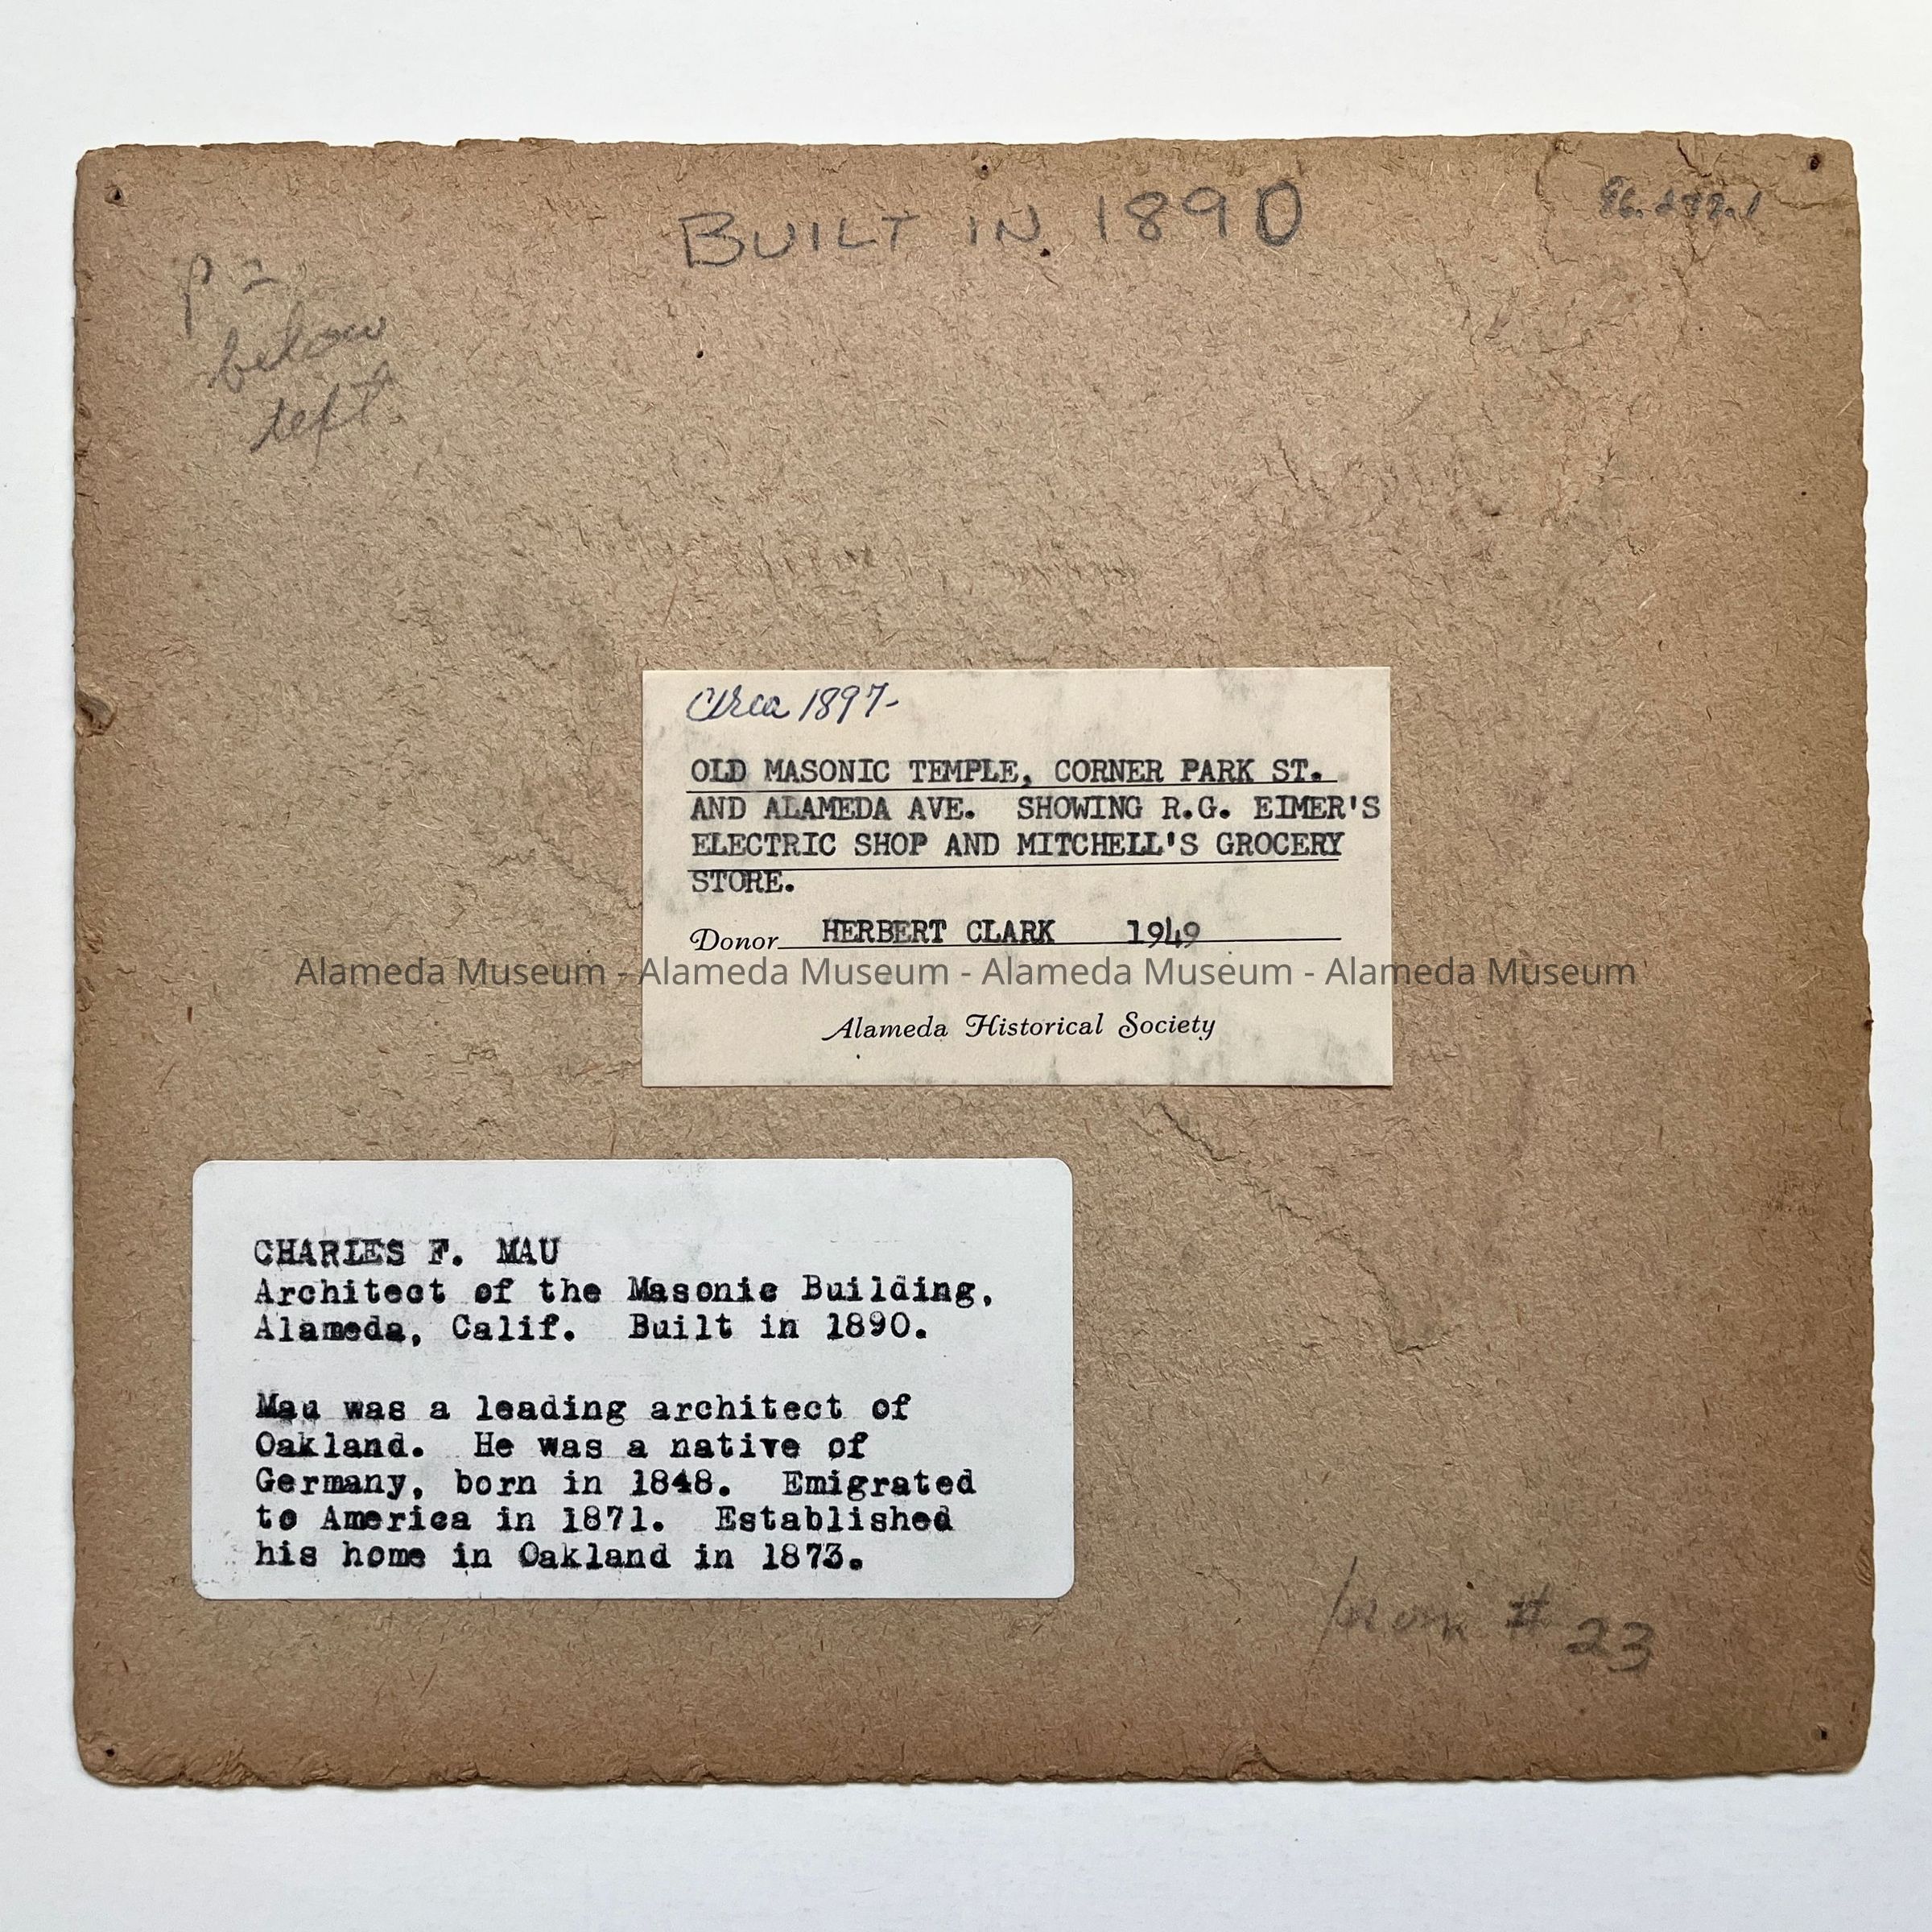 BUILT IN 1890
p 2
below
left
Circa 1897-
OLD MASONIC TEMPLE, CORNER PARK ST.
AND ALAMEDA AVE. SHOWING R.G. EIMER'S
ELECTRIC SHOP AND MITCHELL'S GROCERY
STORE.
Donor HERBERT CLARK 1949
Alameda Museum - Alameda Museum - Alameda Museum - Alameda Museum
Alameda Historical Society
CHARLES F. MAU
Architect of the Masonic Building,
Alameda, Calif. Built in 1890.
Mau was a leading architect of
Oakland. He was a native of
Germany, born in 1848. Emigrated
to America in 1871. Established
his home in Oakland in 1873.
# 23